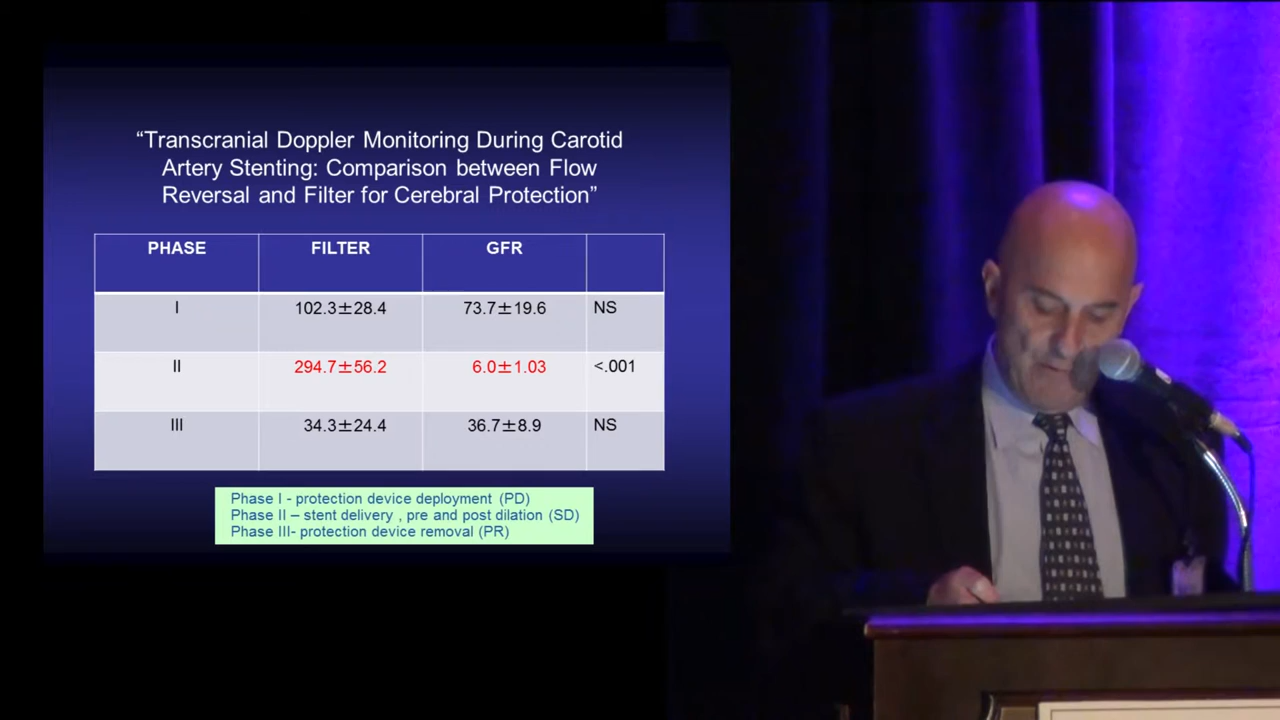 “Transcranial Doppler Monitoring During Carotid
Artery Stenting: Comparison between Flow
Reversal and Filter for Cerebral Protection”
PHASE FILTER GFR
I 102.3±28.4 73.7±19.6 NS
II 294.7±56.2 6.0±1.03 <.001
III 34.3±24.4 36.7±8.9 NS
Phase I - protection device deployment (PD)
Phase II – stent delivery , pre and post dilation (SD)
Phase III- protection device removal (PR)